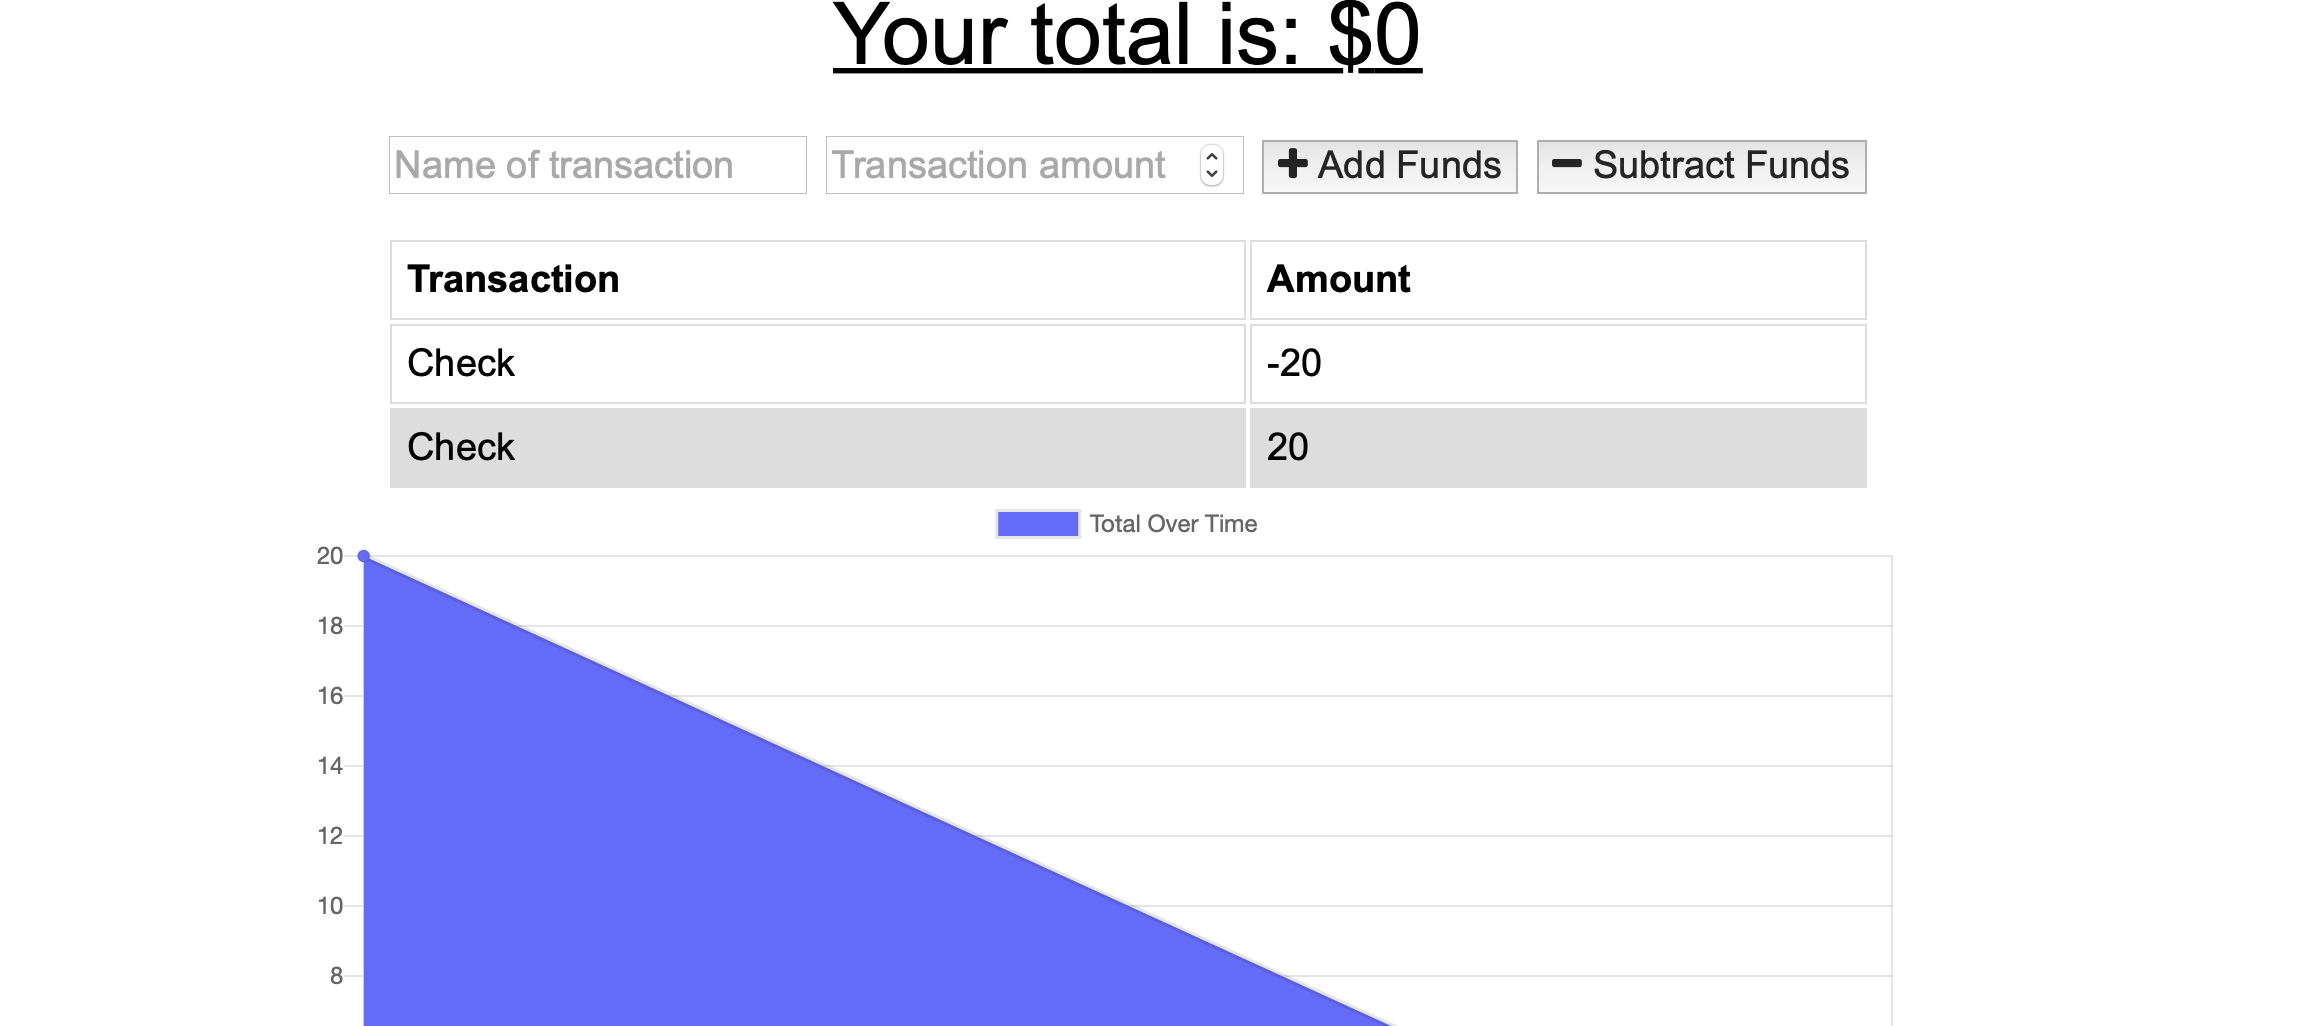 Your total is: $0
Name of transaction Transaction amount Add Funds Subtract Funds
Transaction Amount
Check -20
Check 20
Total Over Time
20
18
16
14
12
10
8